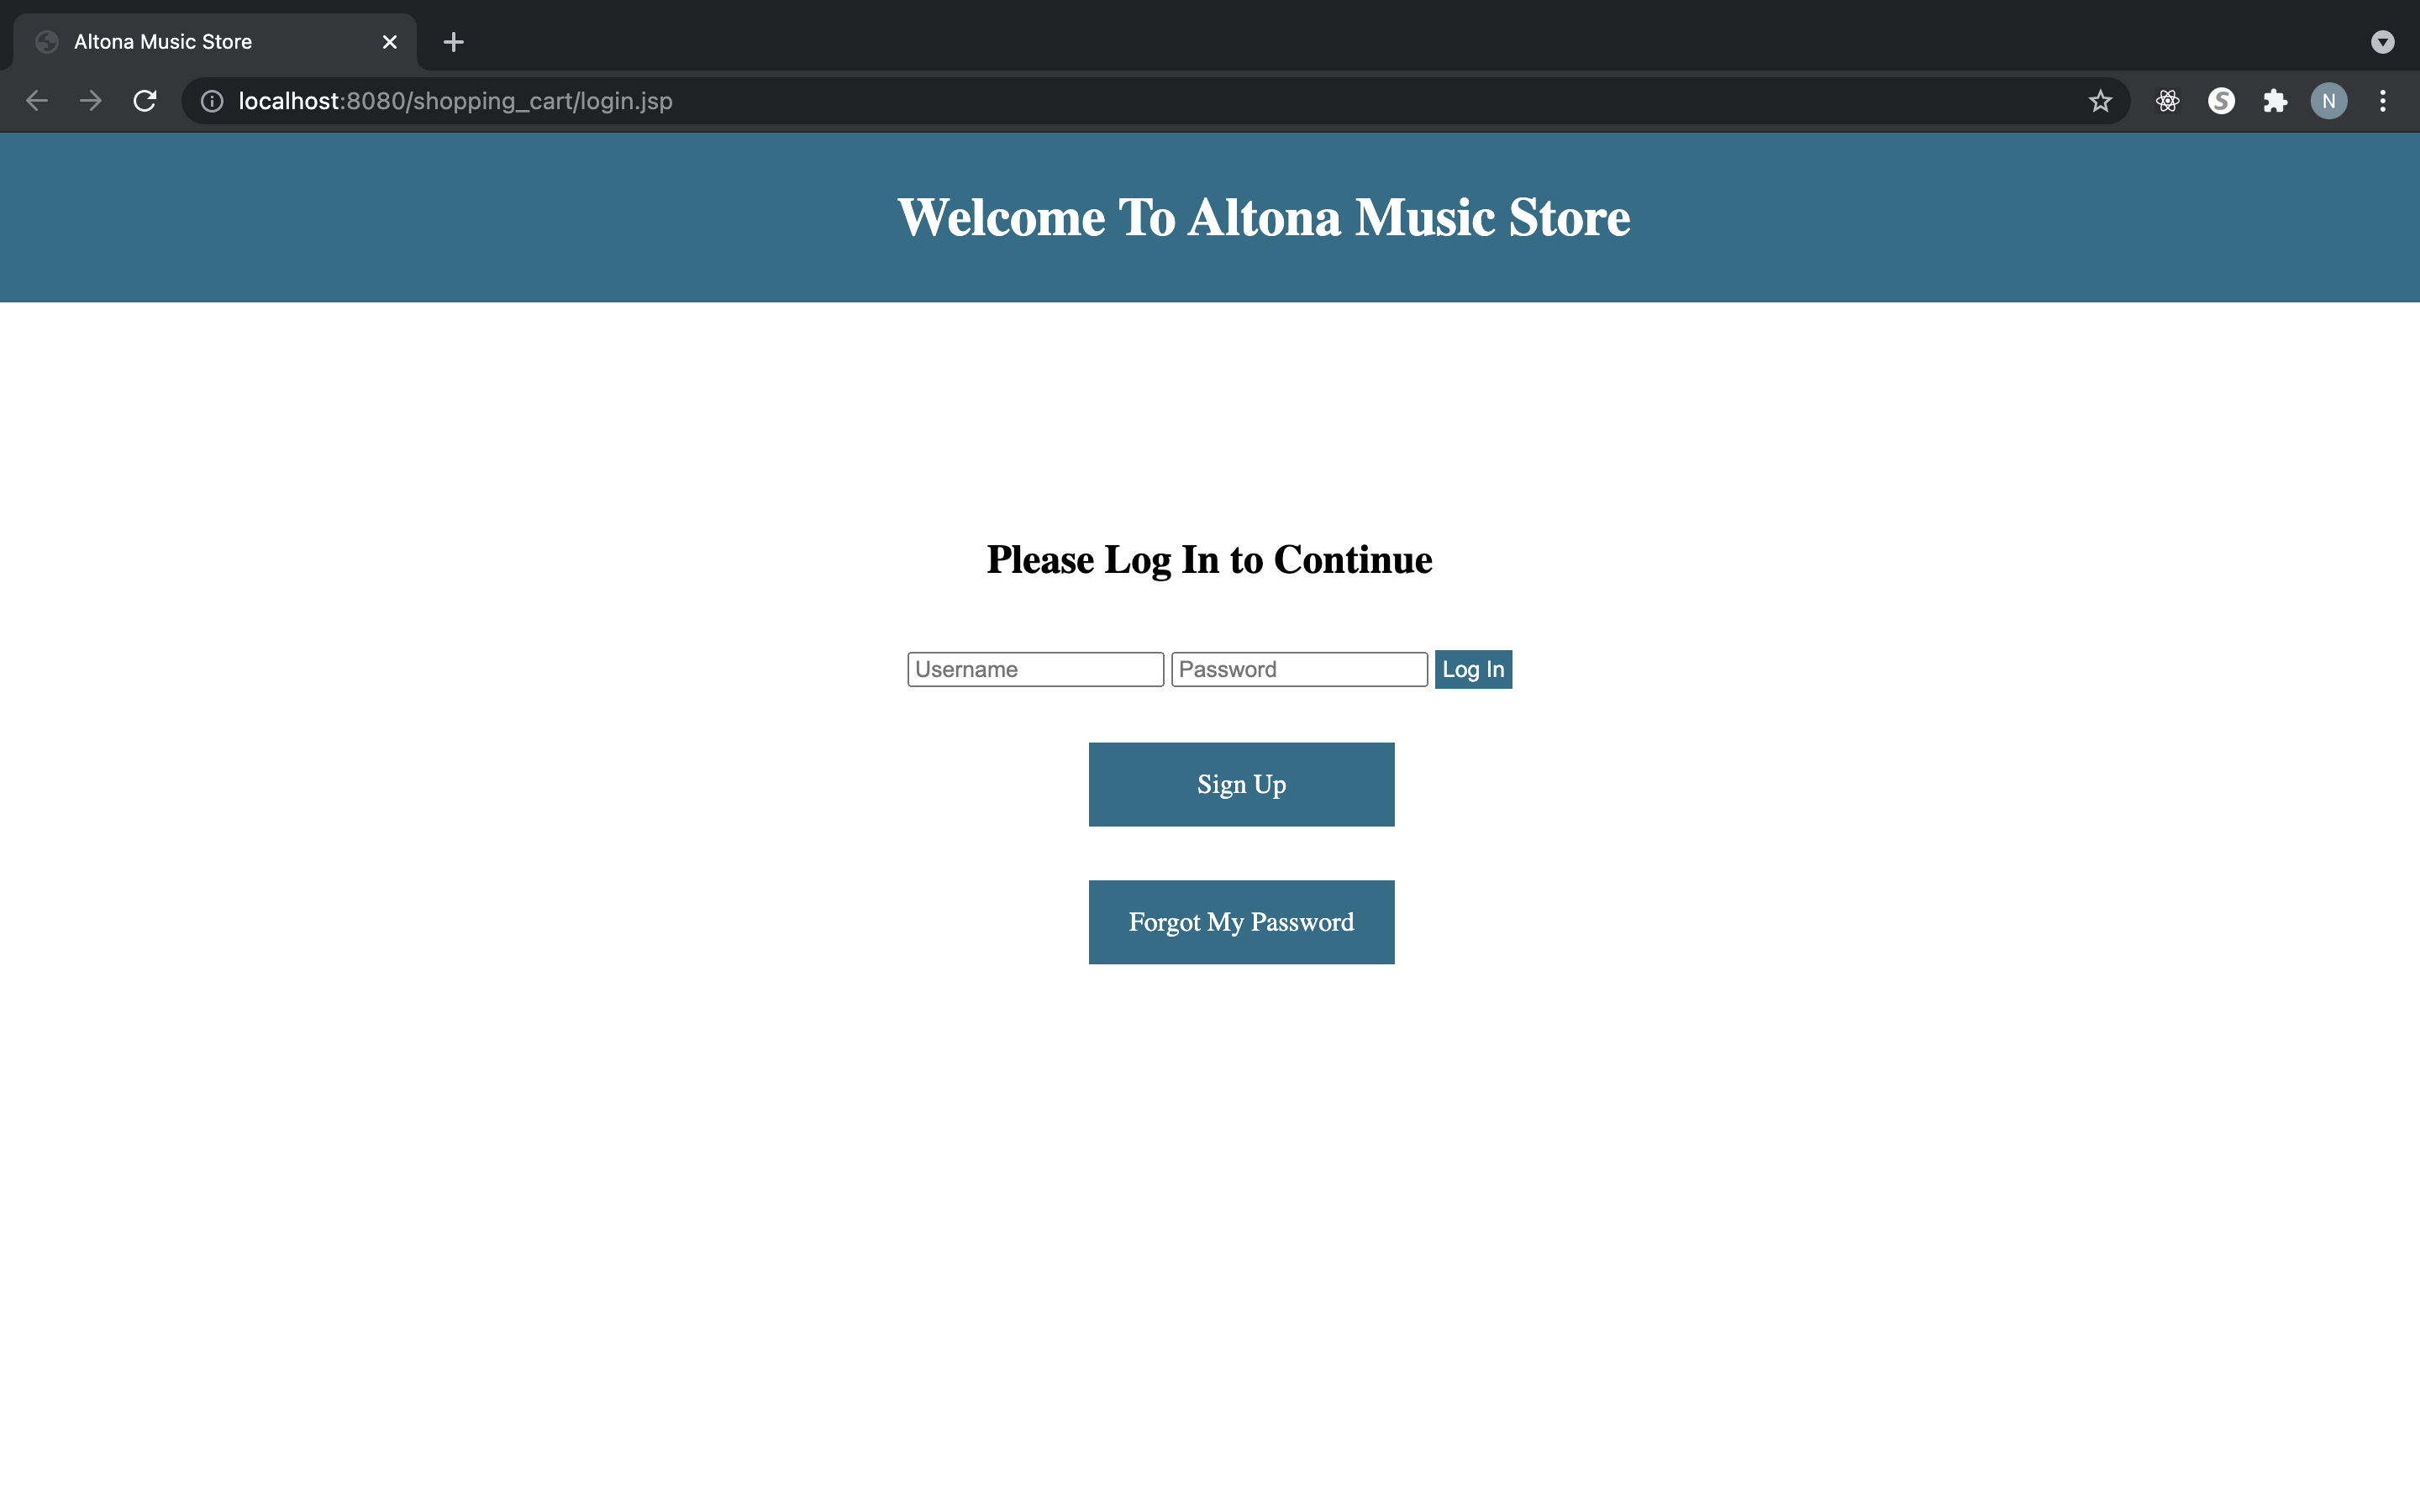 Altona Music Store
localhost:8080/shopping_cart/login.jsp
N
Welcome To Altona Music Store
Please Log In to Continue
Username Password Log In
Sign Up
Forgot My Password